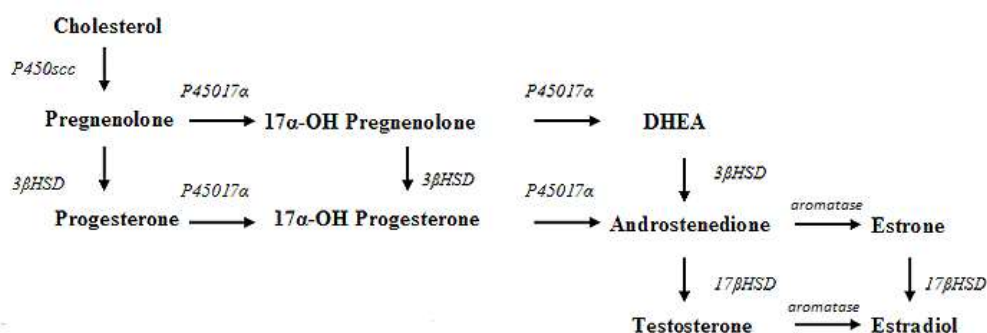 Cholesterol
P450scc
P45017α P45017α
Pregnenolone 17α-OH Pregnenolone DHEA
3βHSD 3βHSD 3βHSD
P45017α P45017α
aromatase
Progesterone 17α-OH Progesterone Androstenedione Estrone
17βHSD 17βHSD
aromatase
Testosterone Estradiol